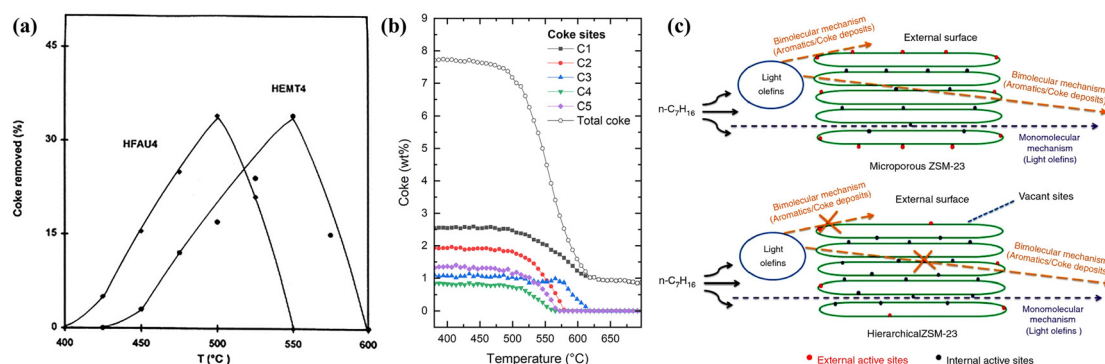 (a)
45
30
15
0
Coke removed (%)
HFAU4
HEMT4
400
450
500
550
600
T (°C)
(b)
9
8
7
6
5
4
3
2
1
0
Coke (wt%)
Coke sites
C1
C2
C3
C4
C5
Total coke
400 450 500 550 600 650
Temperature (°C)
(c)
Bimolecular mechanism
(Aromatics/Coke deposits)
External surface
Light
olefins
Bimolecular mechanism
(Aromatics/Coke deposits)
n-C7H16
Monomolecular
mechanism
(Light olefins)
Microporous ZSM-23
Bimolecular mechanism
(Aromatics/Coke deposits)
External surface
Vacant sites
Light
olefins
Bimolecular mechanism
(Aromatics/Coke deposits)
n-C7H16
Monomolecular
mechanism
(Light olefins )
HierarchicalZSM-23
External active sites
Internal active sites